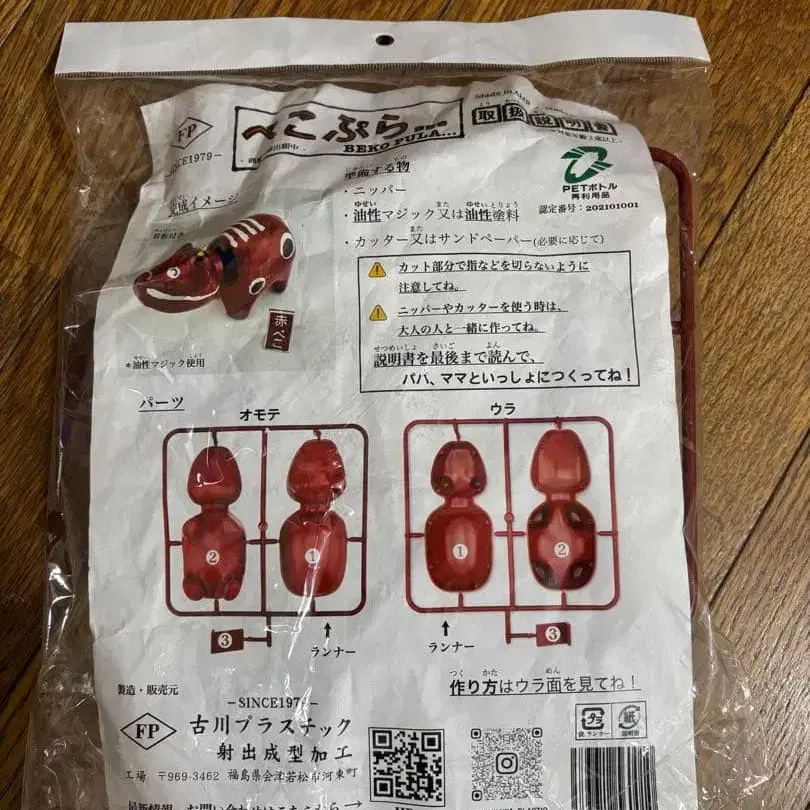 FP
-SINCE1979-
べこぷら…
BEKO PULA...
取扱説明書
完成イメージ
赤べこ
*油性マジック使用
準備する物
・ニッパー
・油性マジック又は油性塗料
・カッター又はサンドペーパー(必要に応じて)
PETボトル
再利用品
認定番号：202101001
カット部分で指などを切らないように
注意してね。
ニッパーやカッターを使う時は、
大人の人と一緒に作ってね。
説明書を最後まで読んで、
パパ、ママといっしょにつくってね！
パーツ
オモテ
ウラ
②
①
①
②
③
③
ランナー
ランナー
作り方はウラ面を見てね！
製造・販売元
-SINCE1979-
FP
古川プラスチック
射出成型加工
工場 〒969-3462 福島県会津若松市河東町
プラ
袋,ランナー
紙
説明書